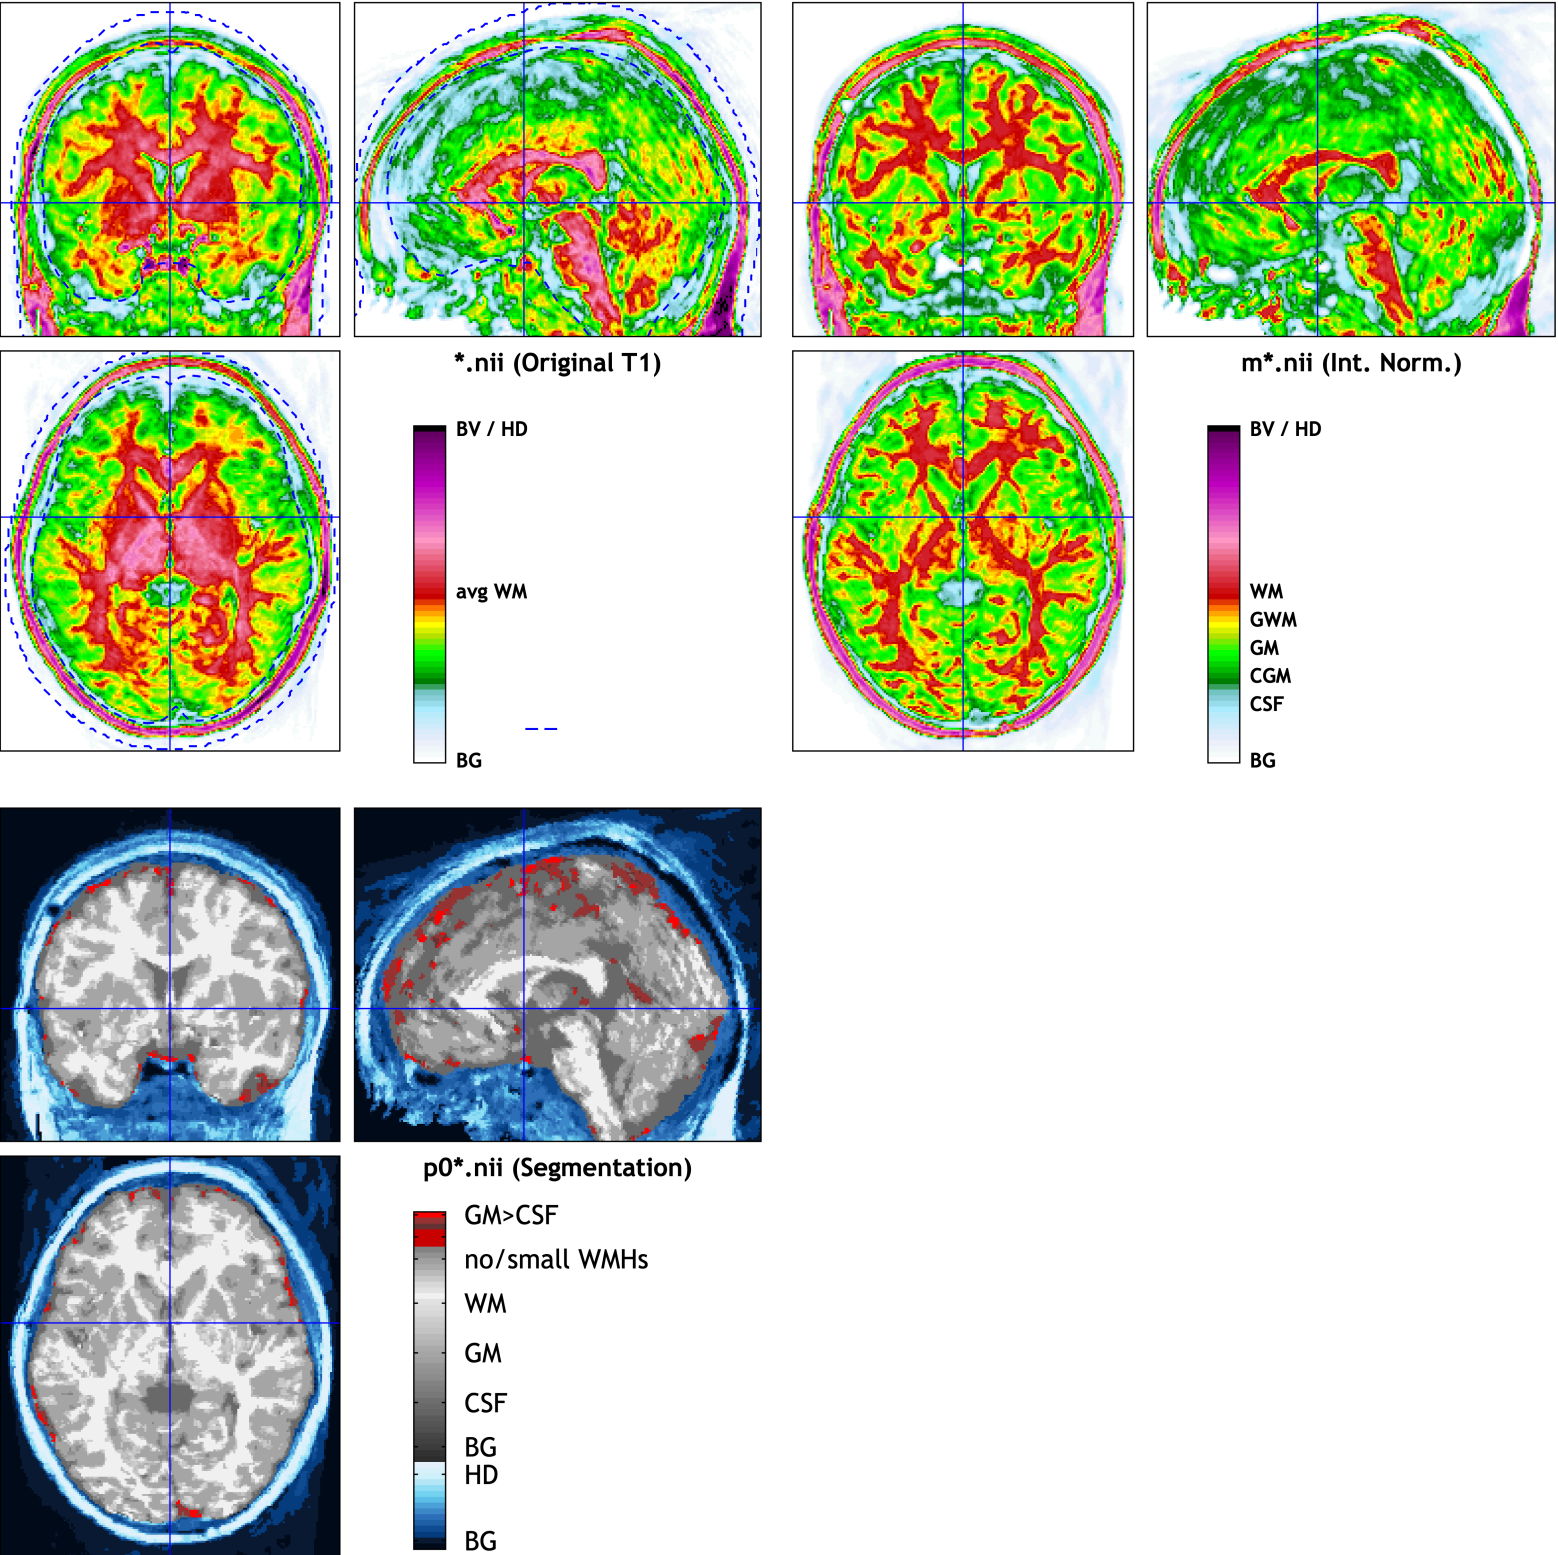 *.nii (Original T1)
BV / HD
avg WM
BG
m*.nii (Int. Norm.)
BV / HD
WM
GWM
GM
CGM
CSF
BG
p0*.nii (Segmentation)
GM>CSF
no/small WMHs
WM
GM
CSF
BG
HD
BG